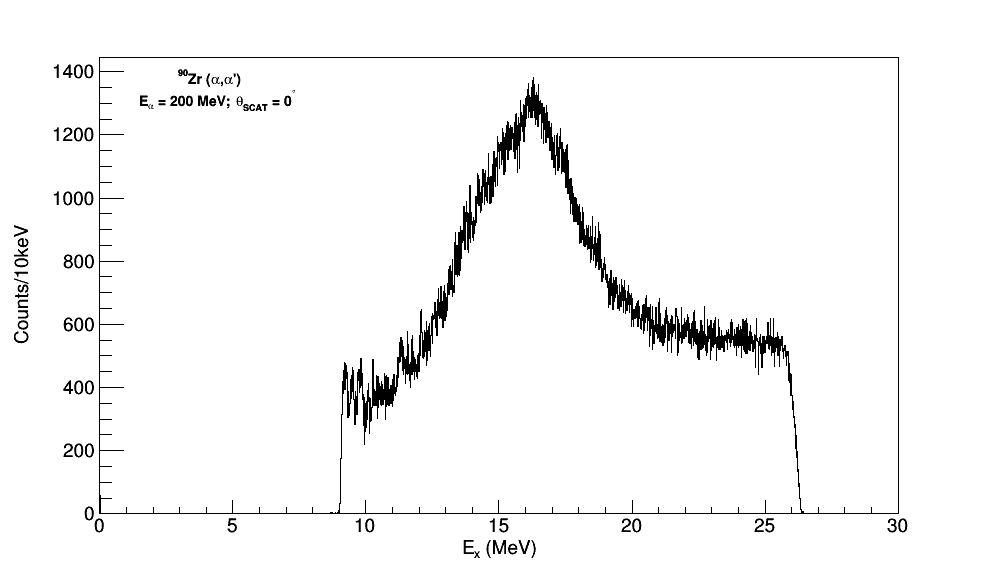 1400
⁹⁰Zr (α,α')
Eα = 200 MeV; θSCAT = 0°
1200
1000
800
600
400
200
0
Counts/10keV
0 5 10 15 20 25 30
Ex (MeV)